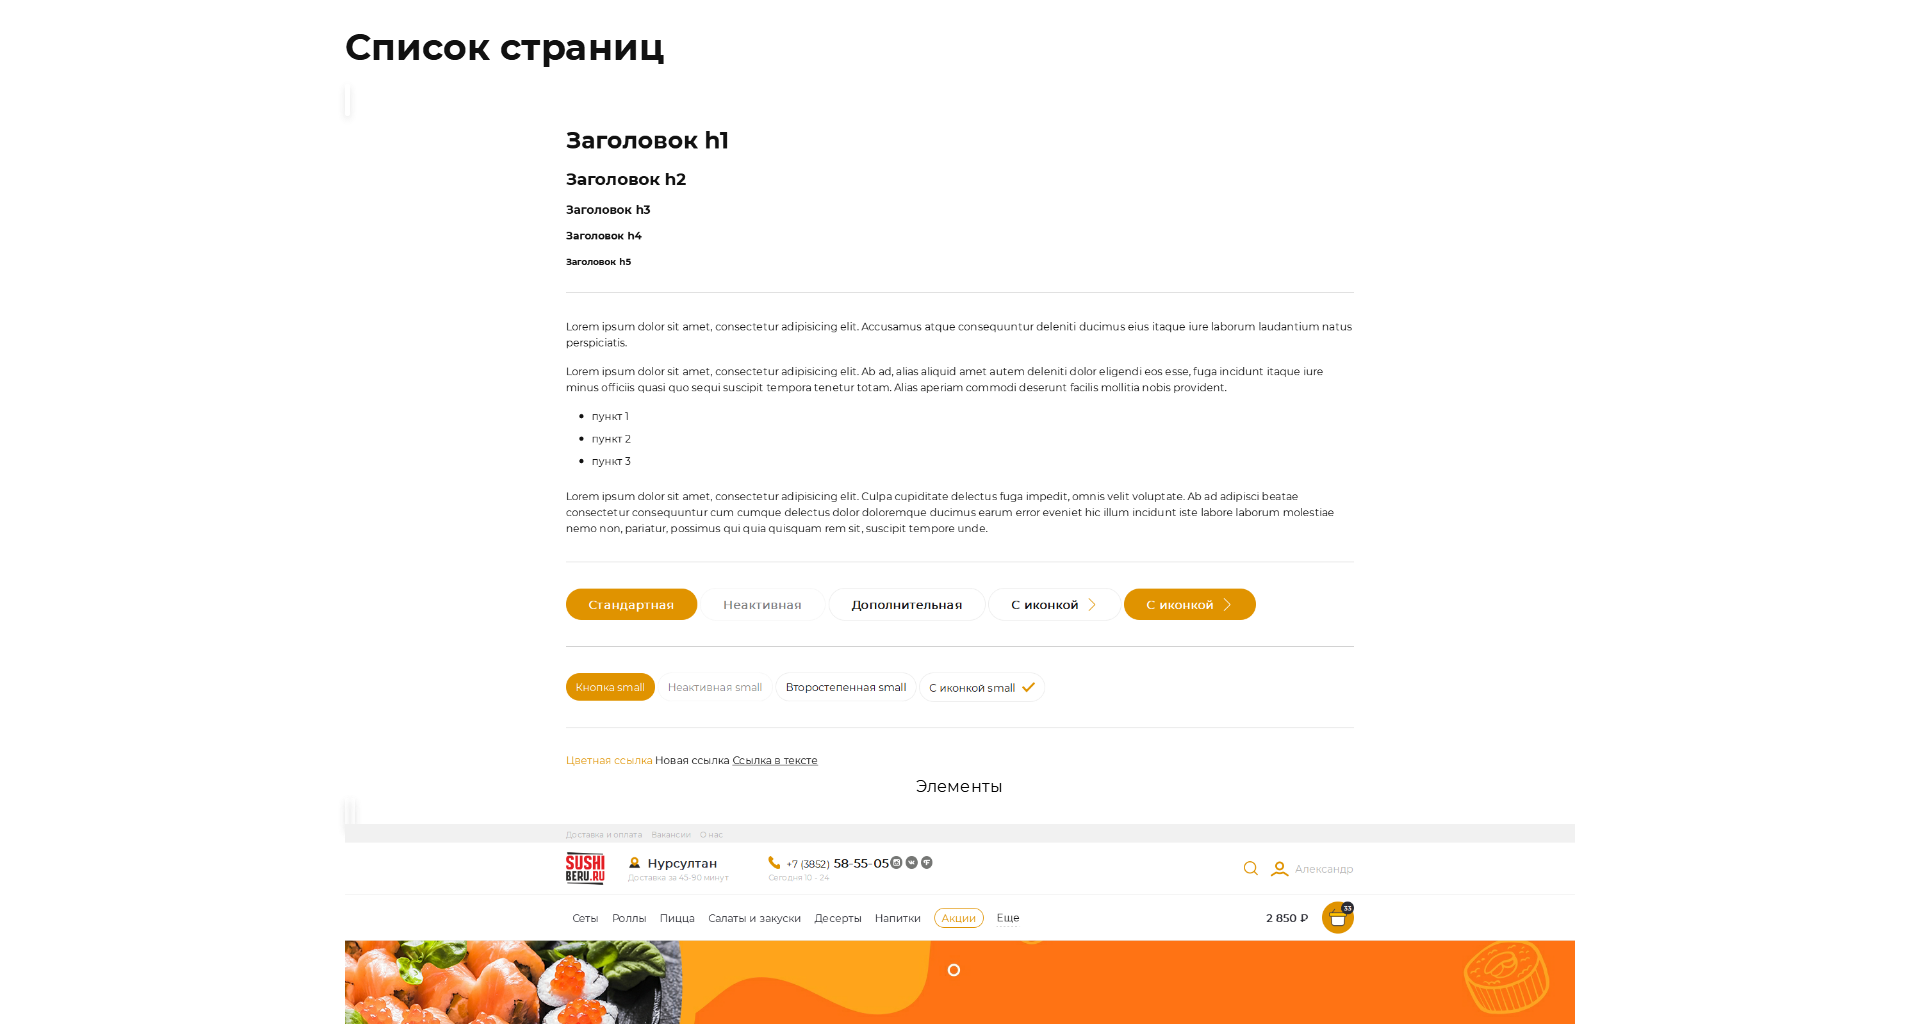 Список страниц
Заголовок h1
Заголовок h2
Заголовок h3
Заголовок h4
Заголовок h5
Lorem ipsum dolor sit amet, consectetur adipisicing elit. Accusamus atque consequuntur deleniti ducimus eius itaque iure laborum laudantium natus
perspiciatis.
Lorem ipsum dolor sit amet, consectetur adipisicing elit. Ab ad, alias aliquid amet autem deleniti dolor eligendi eos esse, fuga incidunt itaque iure
minus officiis quasi quo sequi suscipit tempora tenetur totam. Alias aperiam commodi deserunt facilis mollitia nobis provident.
пункт 1
пункт 2
пункт 3
Lorem ipsum dolor sit amet, consectetur adipisicing elit. Culpa cupiditate delectus fuga impedit, omnis velit voluptate. Ab ad adipisci beatae
consectetur consequuntur cum cumque delectus dolor doloremque ducimus earum error eveniet hic illum incidunt iste labore laborum molestiae
nemo non, pariatur, possimus qui quia quisquam rem sit, suscipit tempore unde.
Стандартная Неактивная Дополнительная С иконкой С иконкой
Кнопка small Неактивная small Второстепенная small С иконкой small
Цветная ссылка Новая ссылка Ссылка в тексте
Элементы
Доставка и оплата Вакансии О нас
SUSHI
BERU.RU
Нурсултан
Доставка за 45-90 минут
+7 (3852) 58-55-05
Сегодня 10 - 24
Александр
Сеты Роллы Пицца Салаты и закуски Десерты Напитки Акции Еще
2 850 ₽ 33